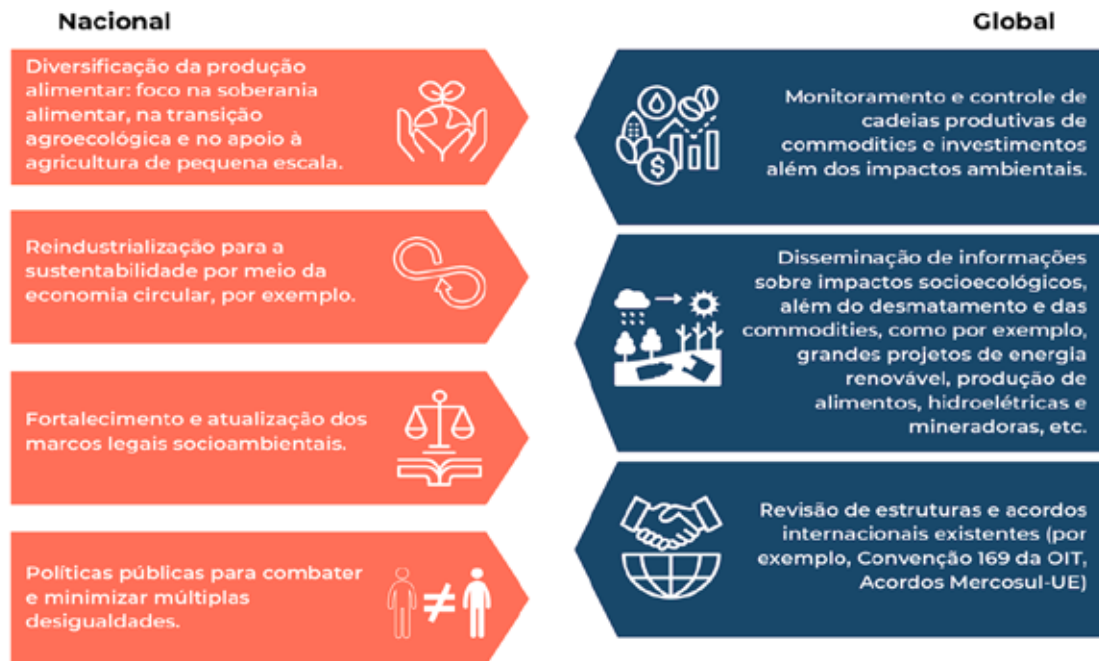 Nacional
Diversificação da produção
alimentar: foco na soberania
alimentar, na transição
agroecológica e no apoio à
agricultura de pequena escala.
Reindustrialização para a
sustentabilidade por meio da
economia circular, por exemplo.
Fortalecimento e atualização dos
marcos legais socioambientais.
Políticas públicas para combater
e minimizar múltiplas
desigualdades.
Global
Monitoramento e controle de
cadeias produtivas de
commodities e investimentos
além dos impactos ambientais.
Disseminação de informações
sobre impactos socioecológicos,
além do desmatamento e das
commodities, como por exemplo,
grandes projetos de energia
renovável, produção de
alimentos, hidroelétricas e
mineradoras, etc.
Revisão de estruturas e acordos
internacionais existentes (por
exemplo, Convenção 169 da OIT,
Acordos Mercosul-UE)